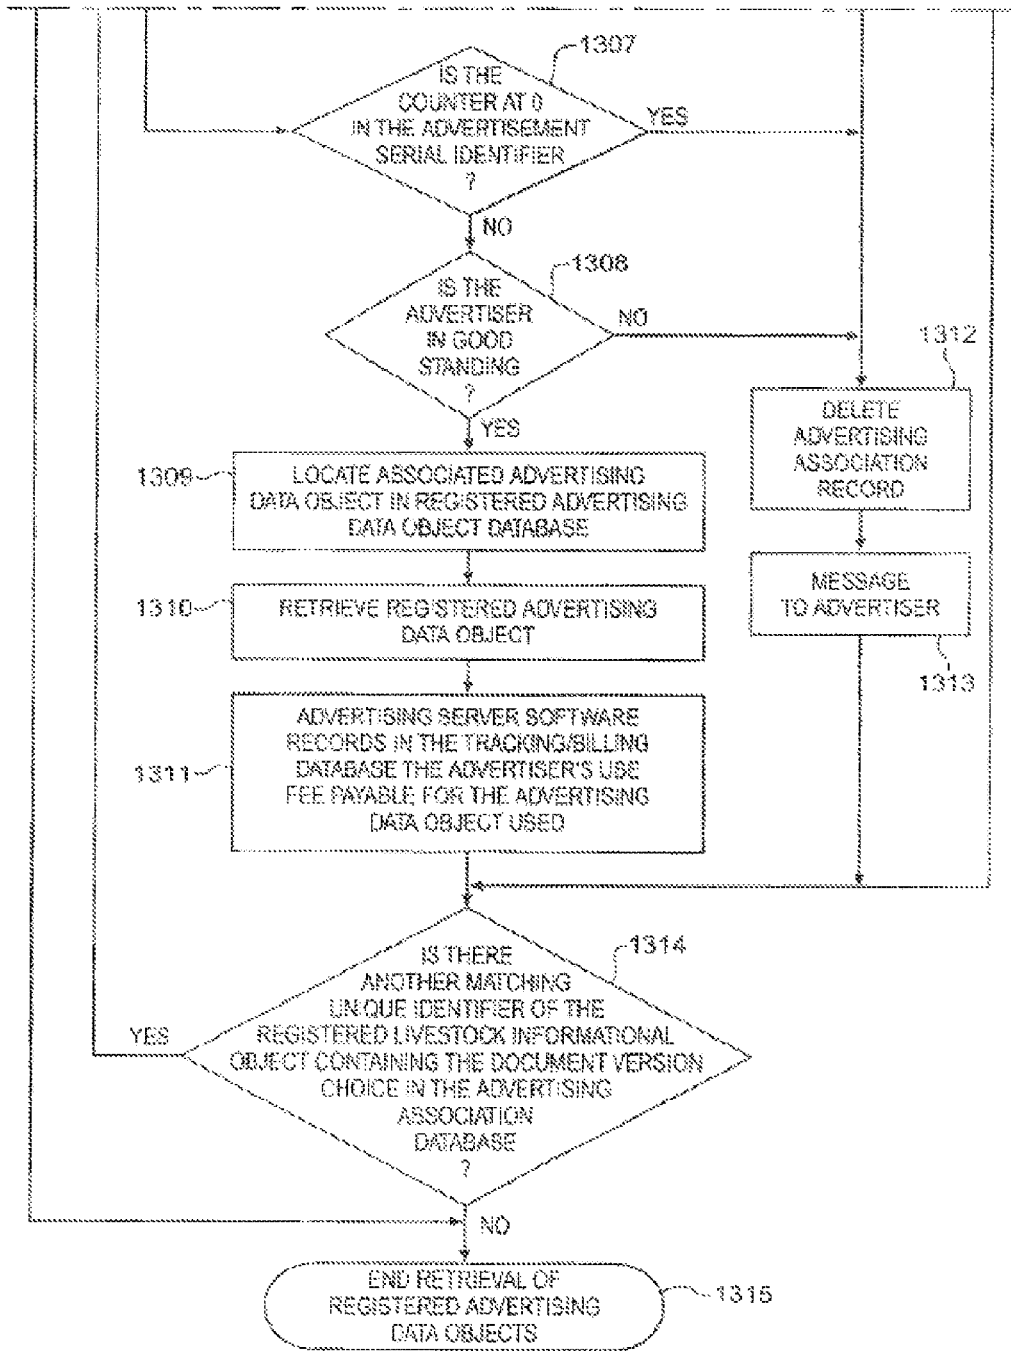 1307
IS THE
COUNTER AT 0
IN THE ADVERTISEMENT
SERIAL IDENTIFIER
?
YES
NO
1308
IS THE
ADVERTISER
IN GOOD
STANDING
?
NO
YES
1312
DELETE
ADVERTISING
ASSOCIATION
RECORD
1309
LOCATE ASSOCIATED ADVERTISING
DATA OBJECT IN REGISTERED ADVERTISING
DATA OBJECT DATABASE
MESSAGE
TO ADVERTISER
1313
1310
RETRIEVE REGISTERED ADVERTISING
DATA OBJECT
1311
ADVERTISING SERVER SOFTWARE
RECORDS IN THE TRACKING/BILLING
DATABASE THE ADVERTISER'S USE
FEE PAYABLE FOR THE ADVERTISING
DATA OBJECT USED
1314
IS THERE
ANOTHER MATCHING
UNIQUE IDENTIFIER OF THE
REGISTERED LIVESTOCK INFORMATIONAL
OBJECT CONTAINING THE DOCUMENT VERSION
CHOICE IN THE ADVERTISING
ASSOCIATION
DATABASE
?
YES
NO
END RETRIEVAL OF
REGISTERED ADVERTISING
DATA OBJECTS
1315